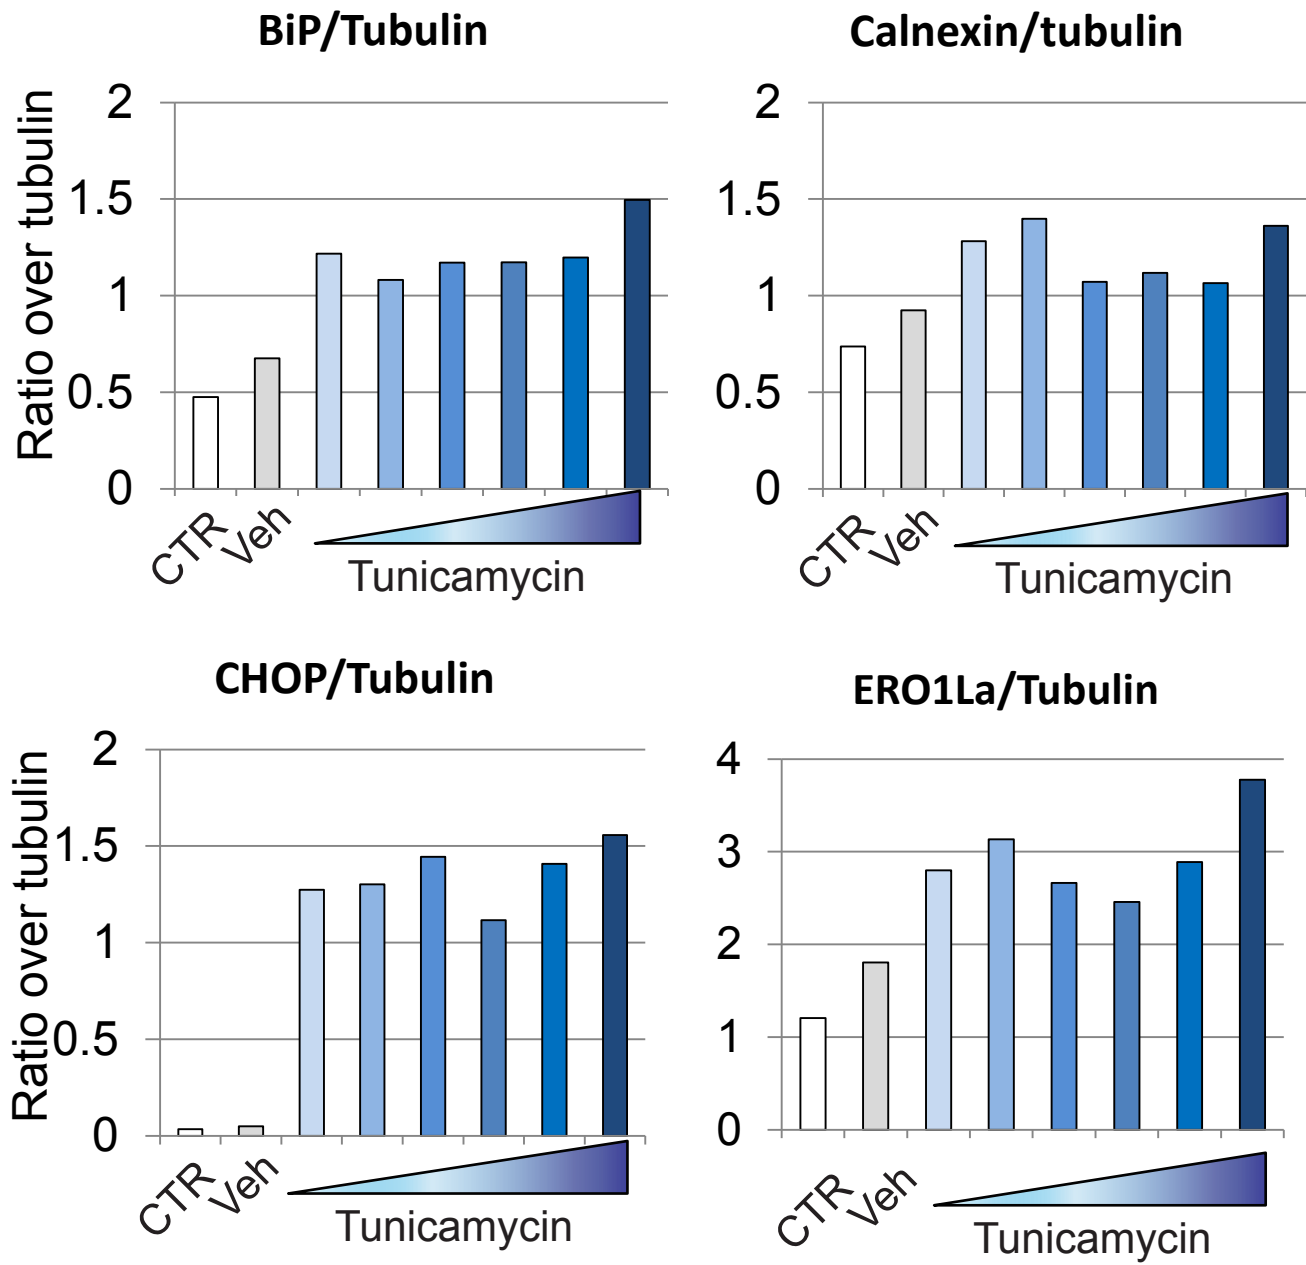 BiP/Tubulin
Ratio over tubulin
2
1.5
1
0.5
0
CTR
Veh
Tunicamycin
Calnexin/tubulin
2
1.5
1
0.5
0
CTR
Veh
Tunicamycin
CHOP/Tubulin
Ratio over tubulin
2
1.5
1
0.5
0
CTR
Veh
Tunicamycin
ERO1La/Tubulin
4
3
2
1
0
CTR
Veh
Tunicamycin